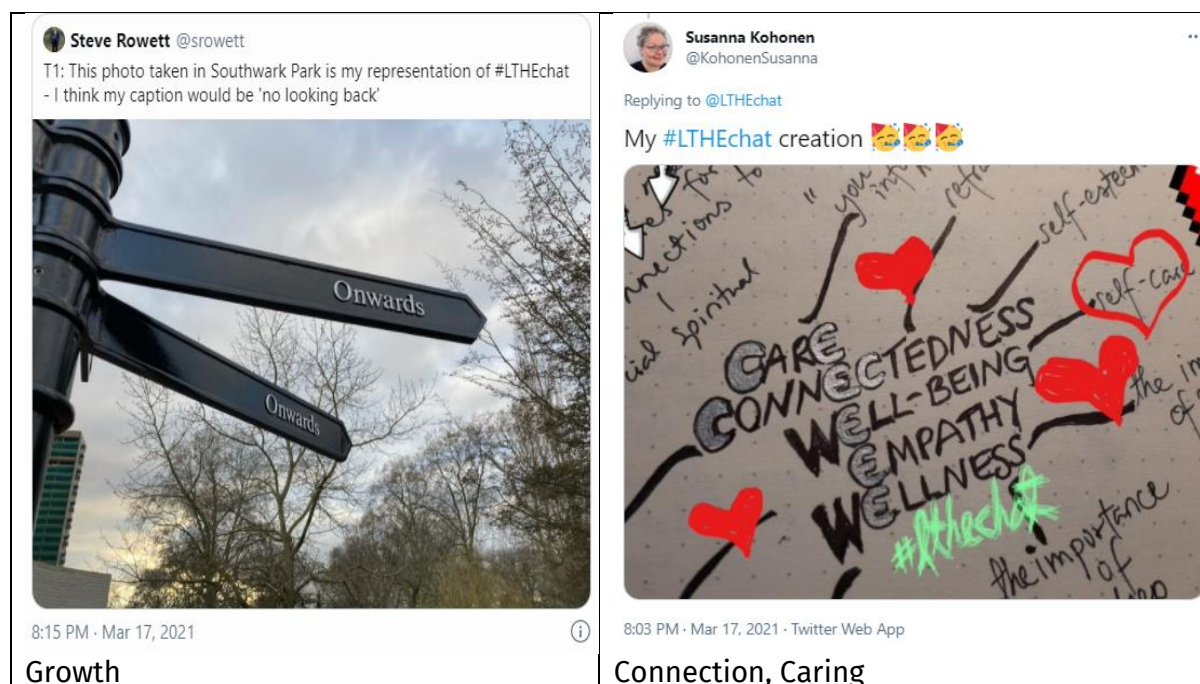 Steve Rowett @srowett
T1: This photo taken in Southwark Park is my representation of #LTHEchat
- I think my caption would be 'no looking back'
Onwards
Onwards
8:15 PM · Mar 17, 2021
Growth
Susanna Kohonen
@KohonenSusanna
Replying to @LTHEchat
My #LTHEchat creation
"you
self-esteem
to
spiritual
self-care
CARE
CONNECTEDNESS
WELL-BEING
EMPATHY
WELLNESS
#lthechat
the importance
of
8:03 PM · Mar 17, 2021 · Twitter Web App
Connection, Caring